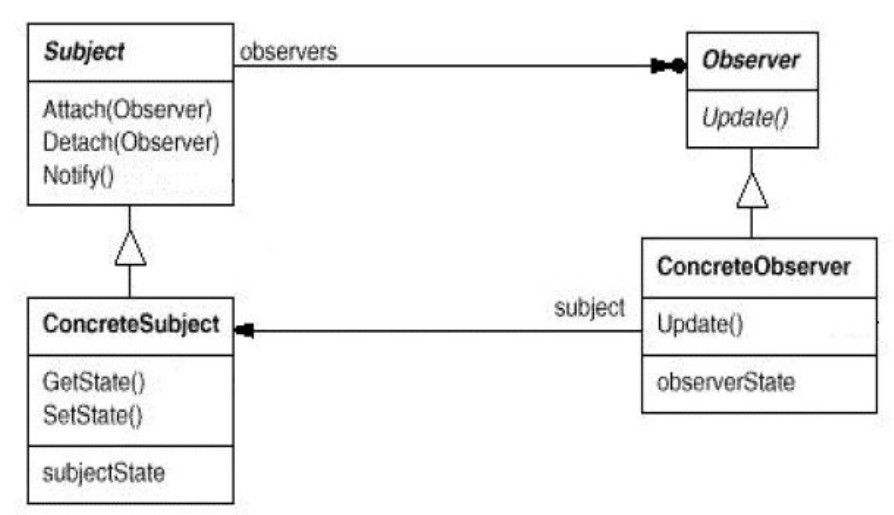 Subject
Attach(Observer)
Detach(Observer)
Notify()
observers
Observer
Update()
ConcreteSubject
GetState()
SetState()
subjectState
subject
ConcreteObserver
Update()
observerState